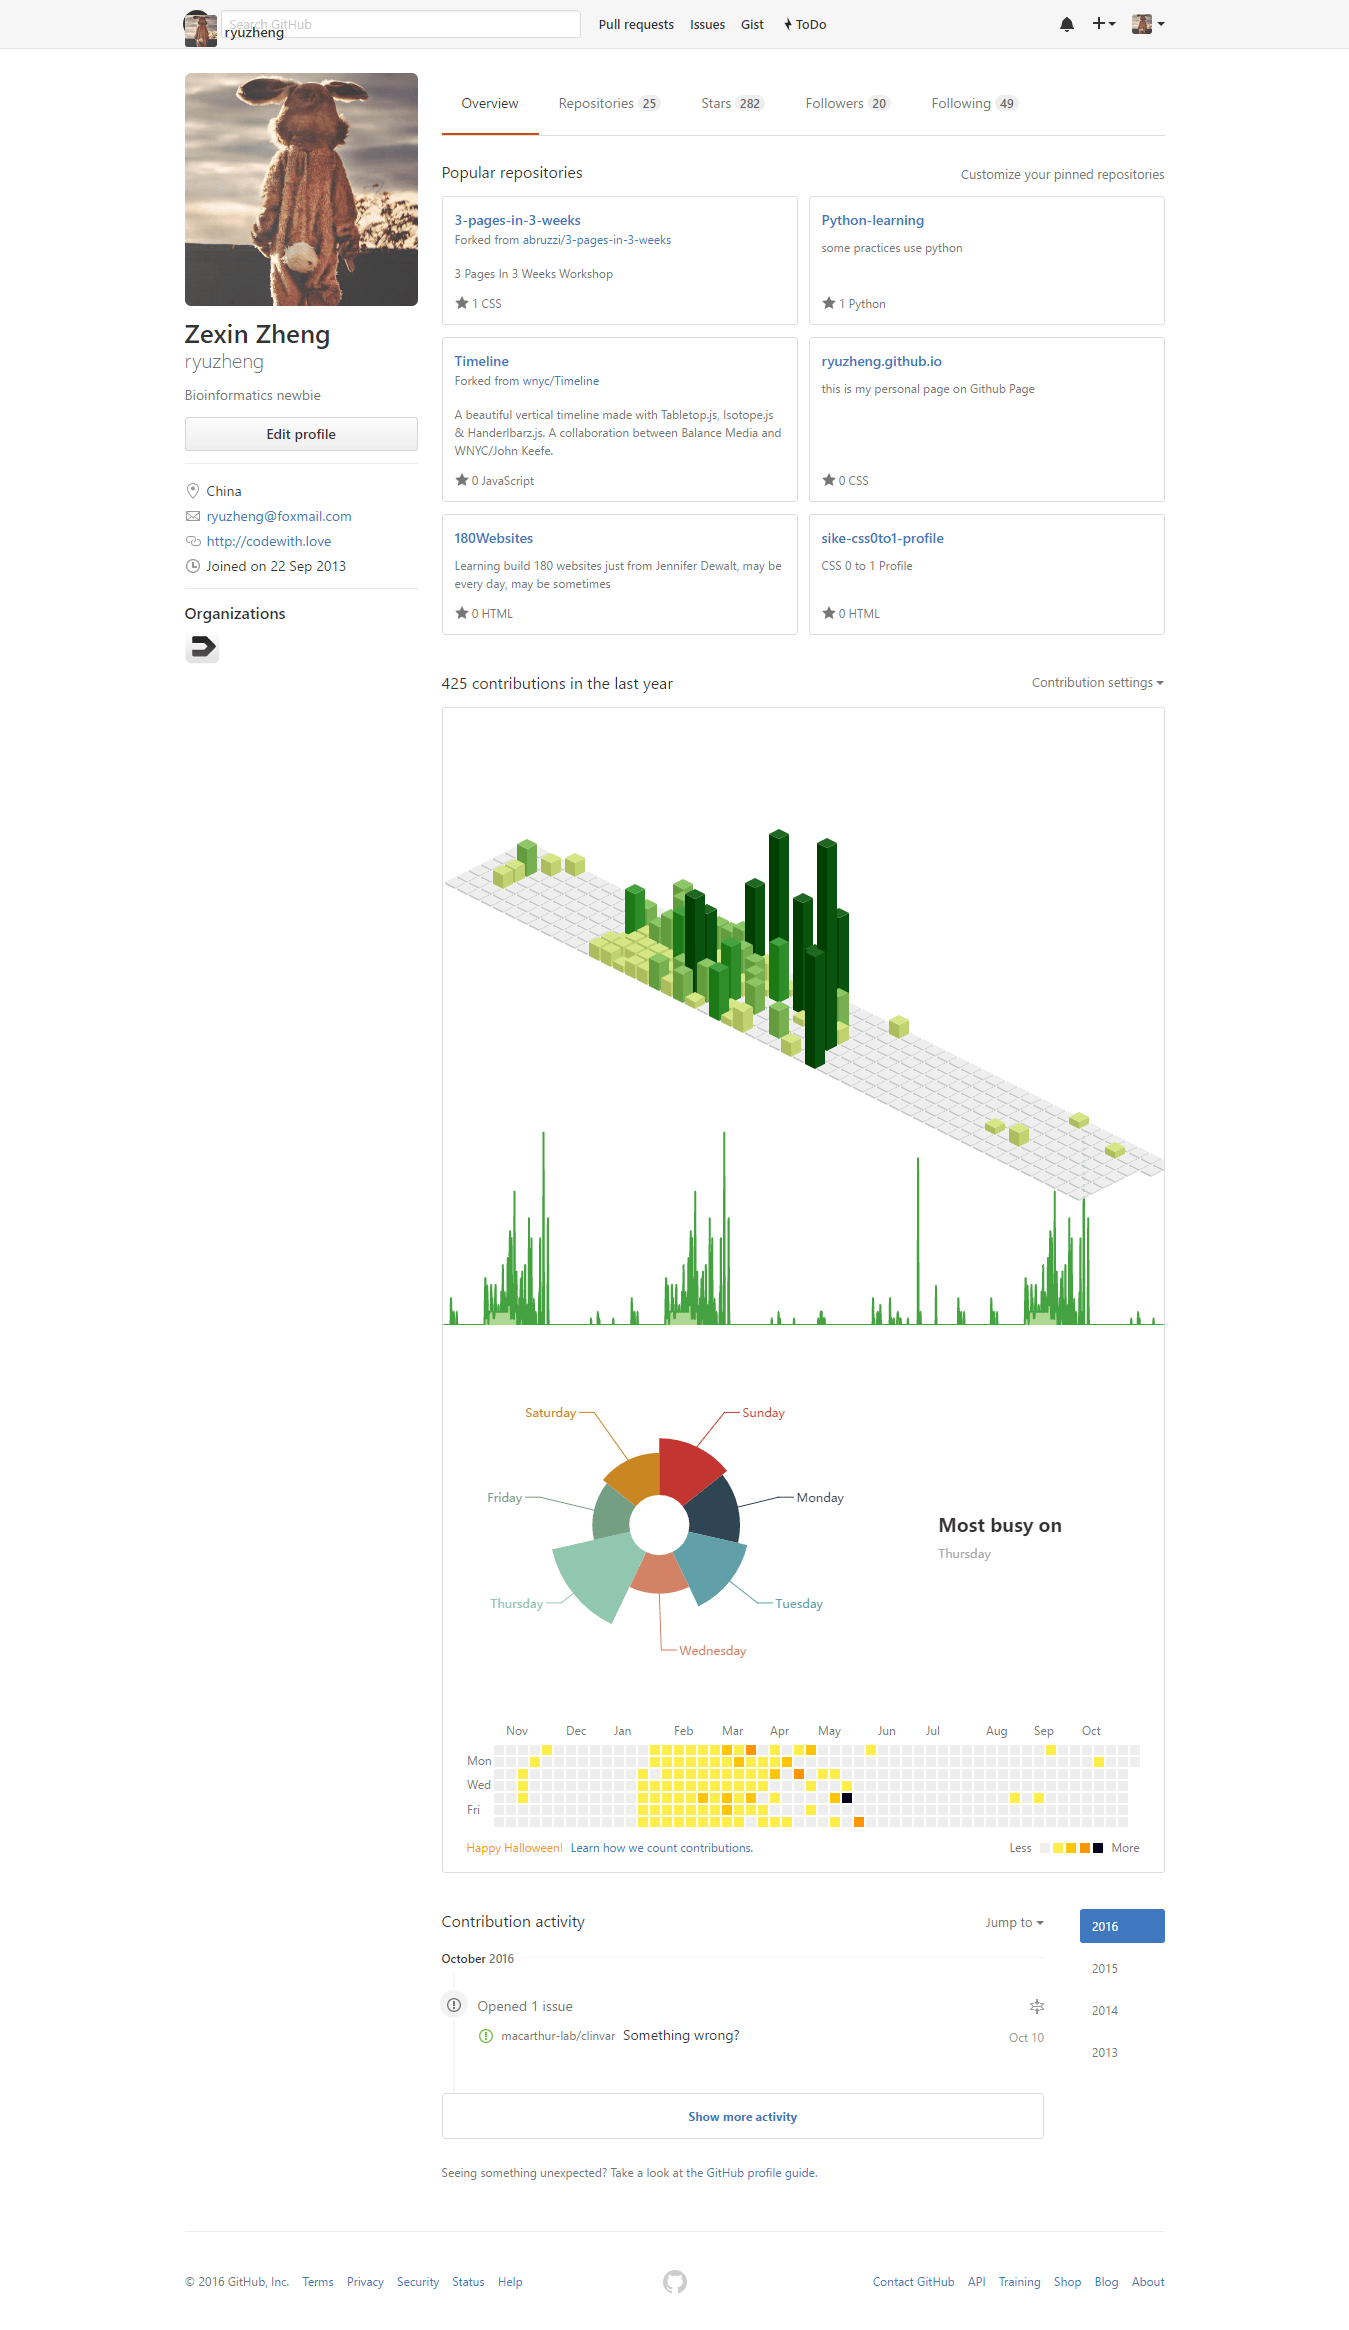 Search GitHub
ryuzheng
Pull requests Issues Gist ToDo
Overview Repositories 25 Stars 282 Followers 20 Following 49
Zexin Zheng
ryuzheng
Bioinformatics newbie
Edit profile
China
ryuzheng@foxmail.com
http://codewith.love
Joined on 22 Sep 2013
Organizations
Popular repositories
Customize your pinned repositories
3-pages-in-3-weeks
Forked from abruzzi/3-pages-in-3-weeks
3 Pages In 3 Weeks Workshop
1 CSS
Python-learning
some practices use python
1 Python
Timeline
Forked from wnyc/Timeline
A beautiful vertical timeline made with Tabletop.js, Isotope.js
& Handerlbarz.js. A collaboration between Balance Media and
WNYC/John Keefe.
0 JavaScript
ryuzheng.github.io
this is my personal page on Github Page
0 CSS
180Websites
Learning build 180 websites just from Jennifer Dewalt, may be
every day, may be sometimes
0 HTML
sike-css0to1-profile
CSS 0 to 1 Profile
0 HTML
425 contributions in the last year
Contribution settings
Saturday
Sunday
Friday
Monday
Thursday
Tuesday
Wednesday
Most busy on
Thursday
Nov Dec Jan Feb Mar Apr May Jun Jul Aug Sep Oct
Mon
Wed
Fri
Happy Halloween! Learn how we count contributions.
Less More
Contribution activity
Jump to
2016
2015
2014
2013
October 2016
Opened 1 issue
macarthur-lab/clinvar Something wrong?
Oct 10
Show more activity
Seeing something unexpected? Take a look at the GitHub profile guide.
© 2016 GitHub, Inc. Terms Privacy Security Status Help
Contact GitHub API Training Shop Blog About